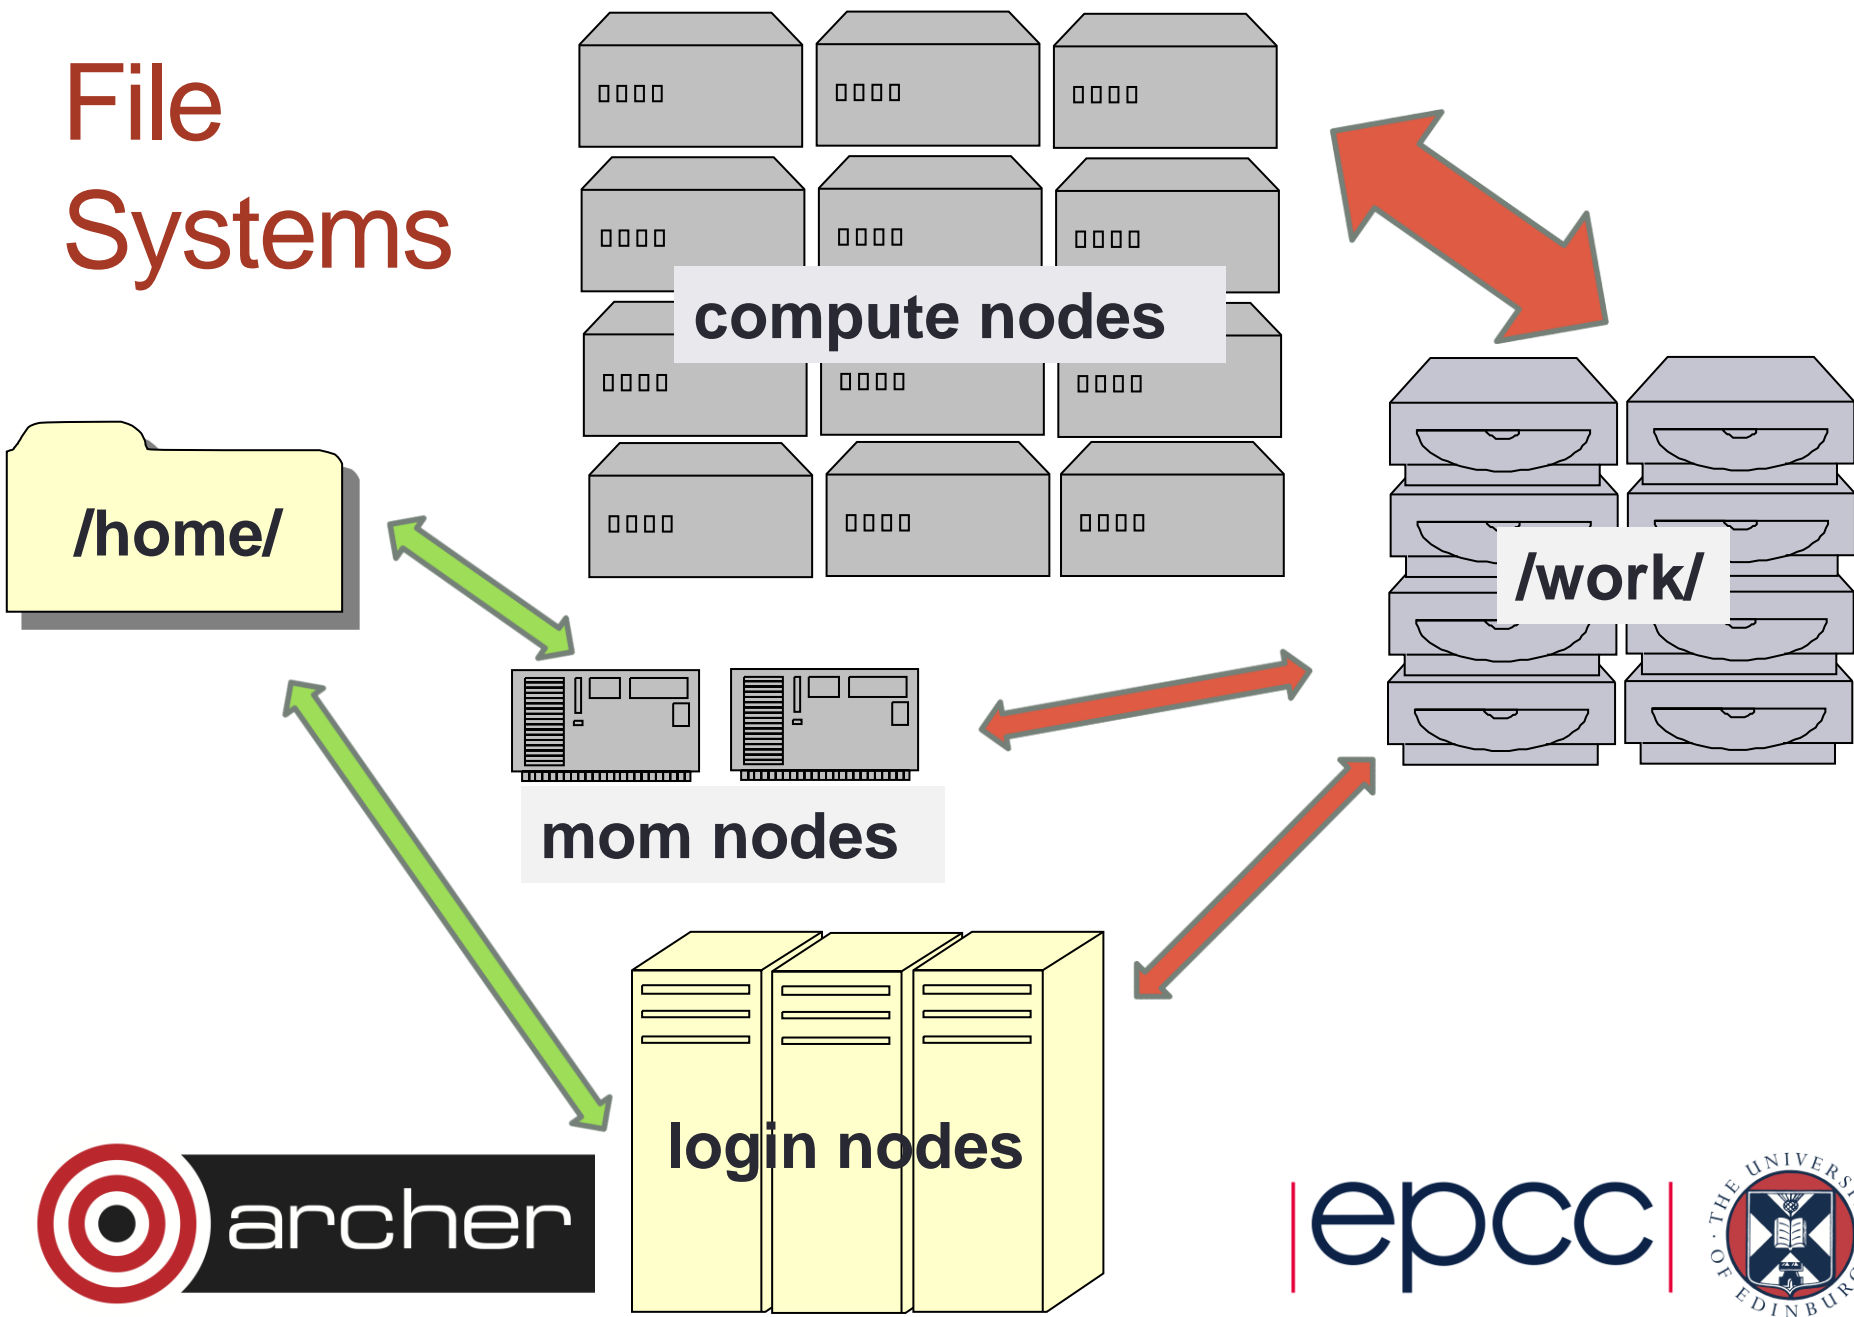 File
Systems
compute nodes
/home/
/work/
mom nodes
login nodes
archer
|epcc|
THE UNIVERSITY
OF EDINBURGH